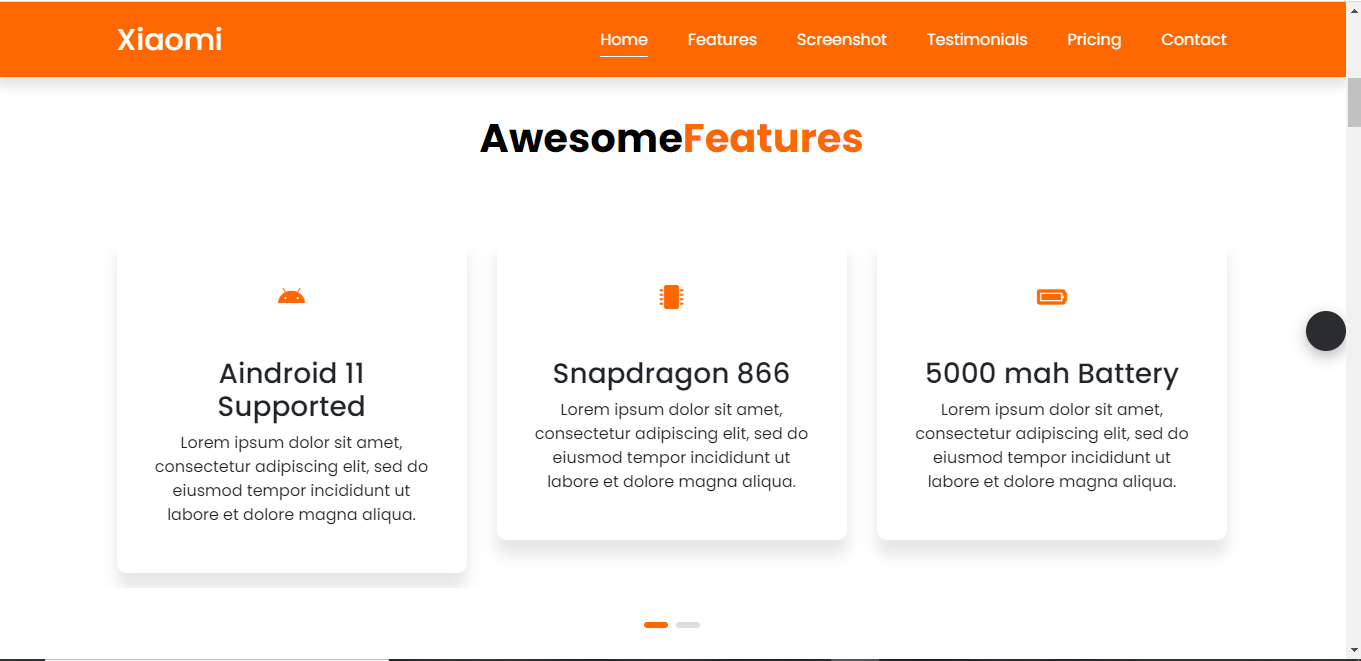 Xiaomi
Home Features Screenshot Testimonials Pricing Contact
AwesomeFeatures
Aindroid 11
Supported
Lorem ipsum dolor sit amet,
consectetur adipiscing elit, sed do
eiusmod tempor incididunt ut
labore et dolore magna aliqua.
Snapdragon 866
Lorem ipsum dolor sit amet,
consectetur adipiscing elit, sed do
eiusmod tempor incididunt ut
labore et dolore magna aliqua.
5000 mah Battery
Lorem ipsum dolor sit amet,
consectetur adipiscing elit, sed do
eiusmod tempor incididunt ut
labore et dolore magna aliqua.